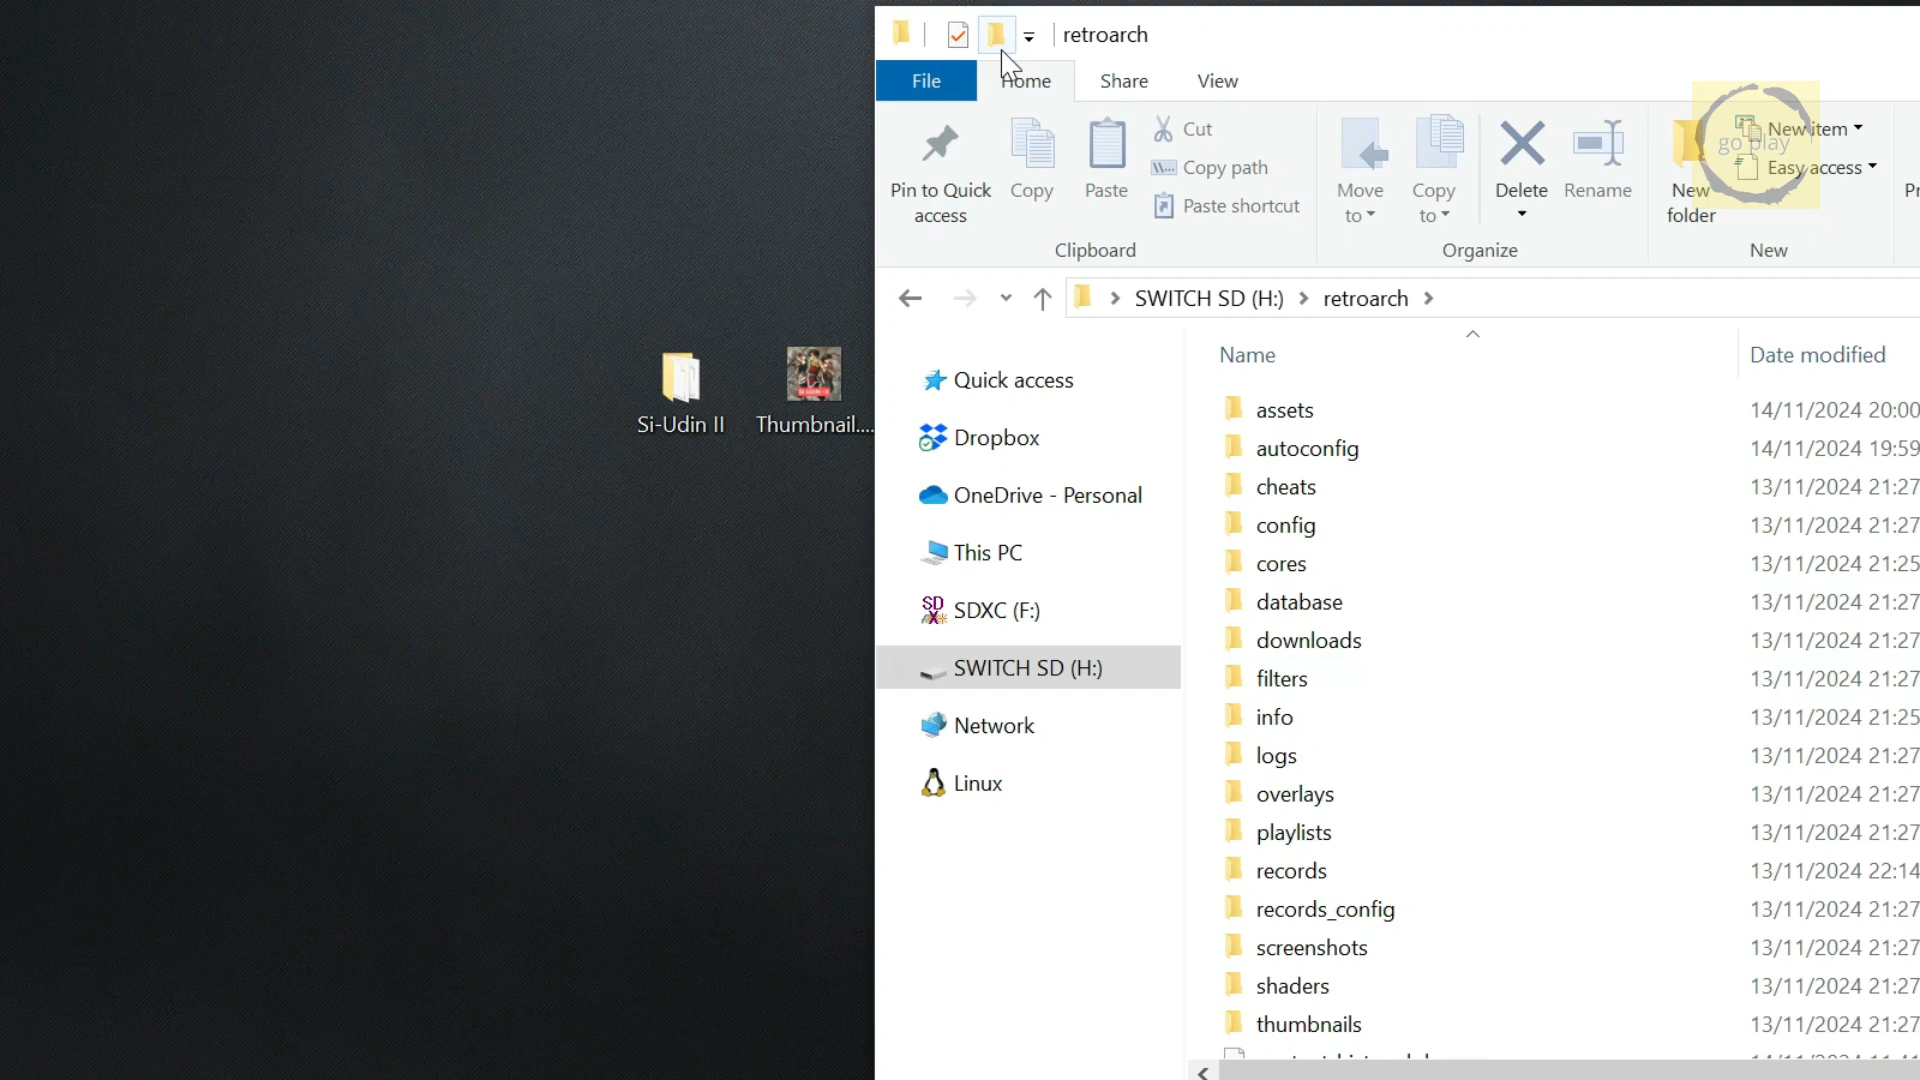 retroarch
File
Home
Share
View
Pin to Quick
access
Copy
Paste
Cut
Copy path
Paste shortcut
Clipboard
Move
to
Copy
to
Delete
Rename
Organize
New
folder
New item
Easy access
New
go play
SWITCH SD (H:)
retroarch
Quick access
Dropbox
OneDrive - Personal
This PC
SDXC (F:)
SWITCH SD (H:)
Network
Linux
Si-Udin II
Thumbnail....
Name
Date modified
assets 14/11/2024 20:00
autoconfig 14/11/2024 19:59
cheats 13/11/2024 21:27
config 13/11/2024 21:27
cores 13/11/2024 21:25
database 13/11/2024 21:27
downloads 13/11/2024 21:27
filters 13/11/2024 21:27
info 13/11/2024 21:25
logs 13/11/2024 21:27
overlays 13/11/2024 21:27
playlists 13/11/2024 21:27
records 13/11/2024 22:14
records_config 13/11/2024 21:27
screenshots 13/11/2024 21:27
shaders 13/11/2024 21:27
thumbnails 13/11/2024 21:27